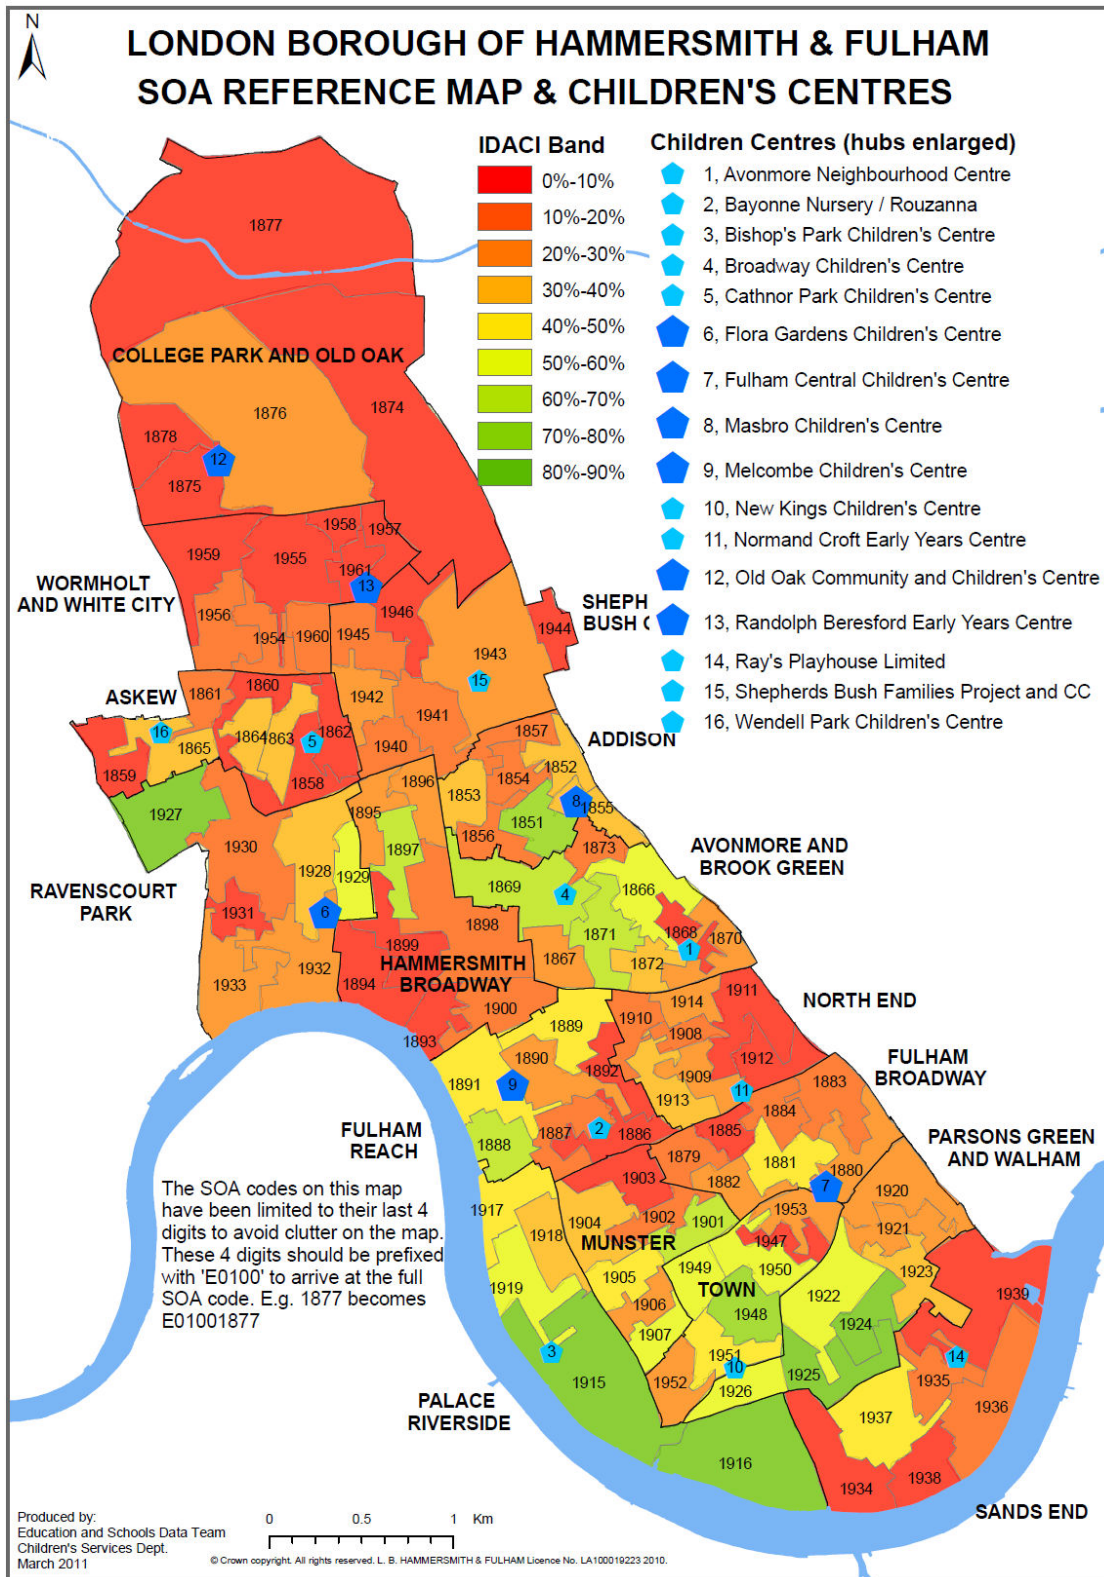 N
LONDON BOROUGH OF HAMMERSMITH & FULHAM
SOA REFERENCE MAP & CHILDREN'S CENTRES
IDACI Band
0%-10%
10%-20%
20%-30%
30%-40%
40%-50%
50%-60%
60%-70%
70%-80%
80%-90%
Children Centres (hubs enlarged)
1, Avonmore Neighbourhood Centre
2, Bayonne Nursery / Rouzanna
3, Bishop's Park Children's Centre
4, Broadway Children's Centre
5, Cathnor Park Children's Centre
6, Flora Gardens Children's Centre
7, Fulham Central Children's Centre
8, Masbro Children's Centre
9, Melcombe Children's Centre
10, New Kings Children's Centre
11, Normand Croft Early Years Centre
12, Old Oak Community and Children's Centre
13, Randolph Beresford Early Years Centre
14, Ray's Playhouse Limited
15, Shepherds Bush Families Project and CC
16, Wendell Park Children's Centre
1877
COLLEGE PARK AND OLD OAK
1874
1876
1878
12
1875
1958
1957
1959
1955
1961
13
WORMHOLT
AND WHITE CITY
1956
1954
1960
1945
1946
1944
SHEPH
BUSH
1943
15
ASKEW
1861
1860
1942
1941
16
1865
1864
1863
5
1862
1940
1857
ADDISON
1859
1858
1896
1854
1852
1853
8
1855
1927
1895
1851
1856
1873
1930
1897
AVONMORE AND
BROOK GREEN
RAVENSCOURT
PARK
1928
1929
1869
4
1866
1931
6
1898
1871
1868
1870
1
1899
1867
1872
HAMMERSMITH
BROADWAY
1932
1933
1894
1911
NORTH END
1914
1900
1910
1889
1893
1908
1912
FULHAM
BROADWAY
1890
1892
1891
9
1909
1883
11
1913
1884
FULHAM
REACH
1888
1887
2
1886
1885
PARSONS GREEN
AND WALHAM
1879
1881
1880
1903
1882
7
1920
1917
1904
1902
1901
1953
1921
1918
MUNSTER
1947
1949
1950
1923
1905
TOWN
1919
1922
1939
1906
1948
1924
1907
3
1951
14
10
1915
1952
1925
1935
1926
1936
PALACE
RIVERSIDE
1937
1916
1934
1938
SANDS END
The SOA codes on this map
have been limited to their last 4
digits to avoid clutter on the map.
These 4 digits should be prefixed
with 'E0100' to arrive at the full
SOA code. E.g. 1877 becomes
E01001877
Produced by:
Education and Schools Data Team
Children's Services Dept.
March 2011
0 0.5 1 Km
© Crown copyright. All rights reserved. L. B. HAMMERSMITH & FULHAM Licence No. LA100019223 2010.